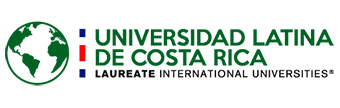 UNIVERSIDAD LATINA
DE COSTA RICA
LAUREATE INTERNATIONAL UNIVERSITIES®